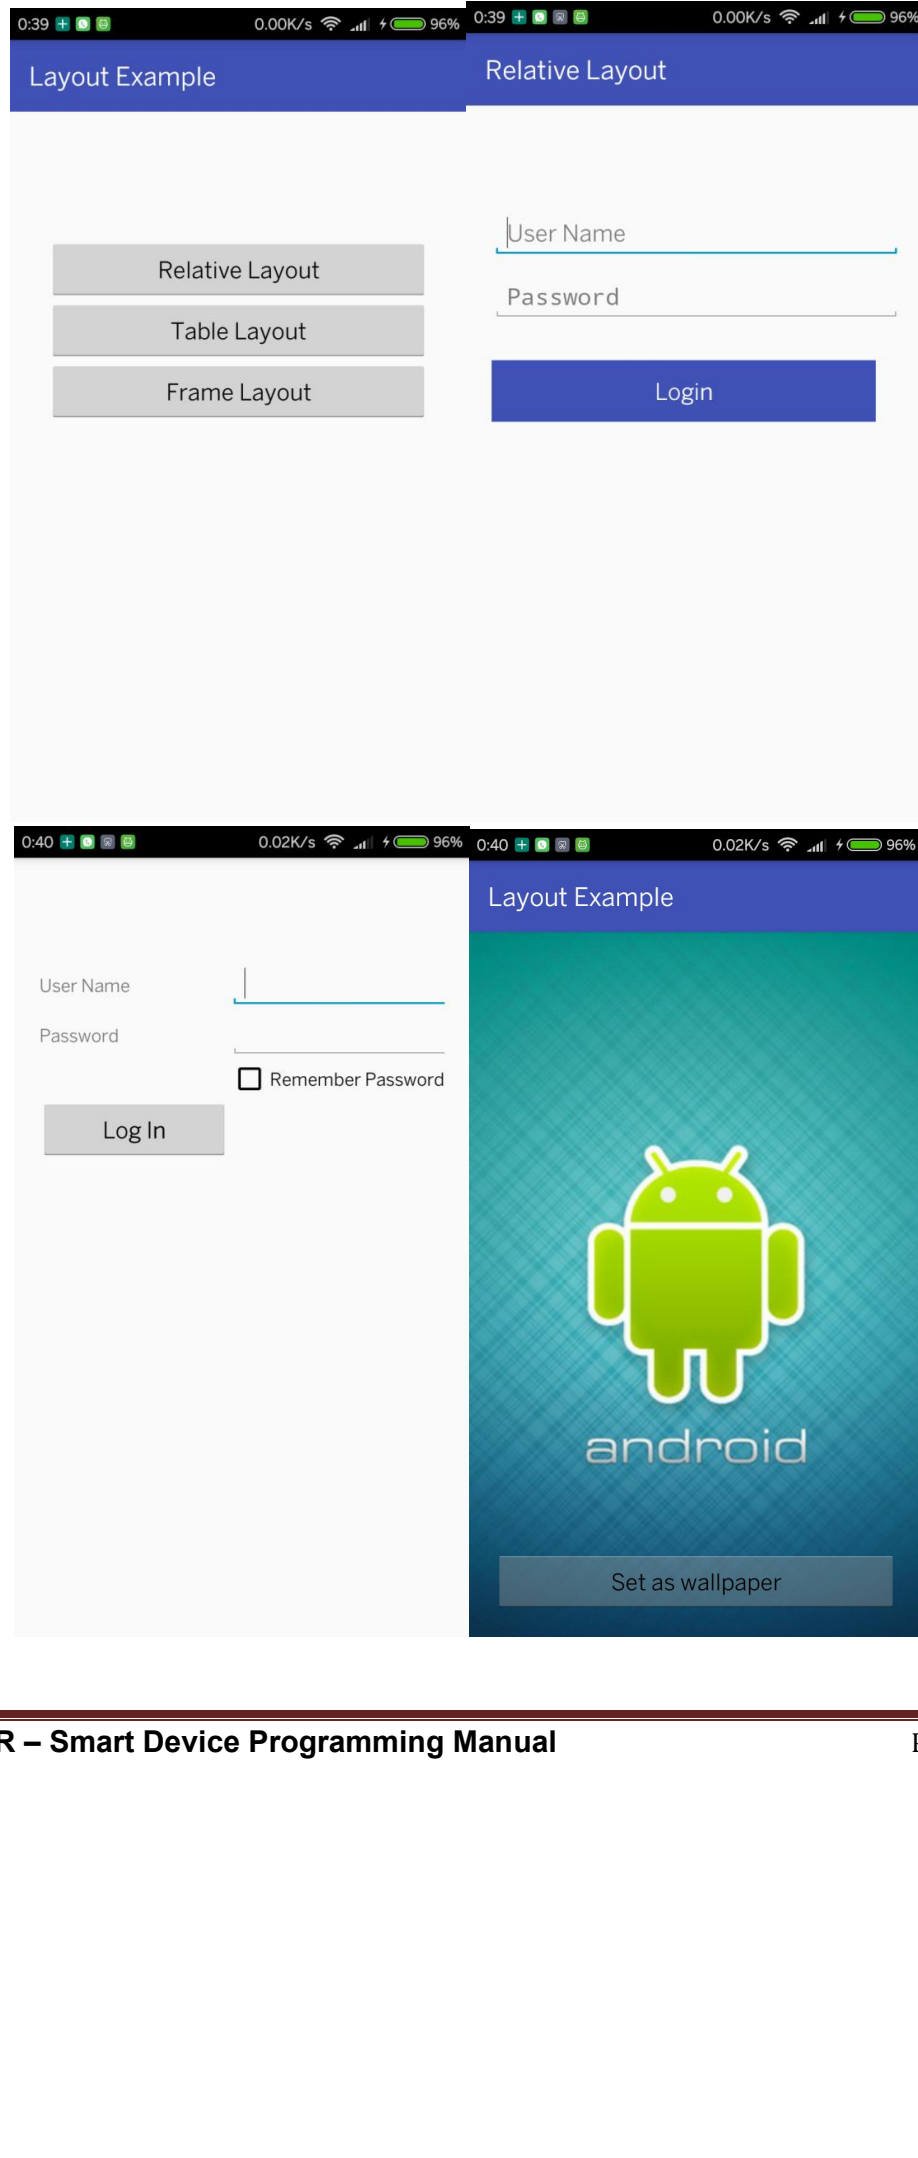 0:39 0.00K/s 96%
Layout Example
Relative Layout
Table Layout
Frame Layout
0:39 0.00K/s 96%
Relative Layout
User Name
Password
Login
0:40 0.02K/s 96%
User Name
Password
Remember Password
Log In
0:40 0.02K/s 96%
Layout Example
android
Set as wallpaper
R – Smart Device Programming Manual